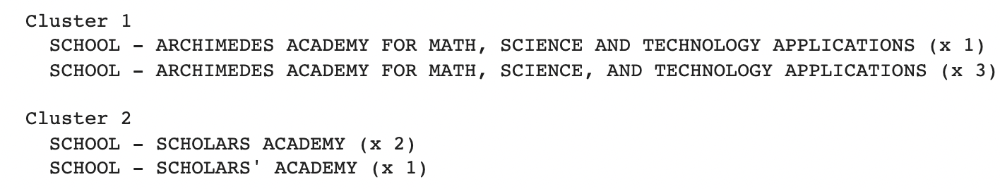 Cluster 1
SCHOOL - ARCHIMEDES ACADEMY FOR MATH, SCIENCE AND TECHNOLOGY APPLICATIONS (x 1)
SCHOOL - ARCHIMEDES ACADEMY FOR MATH, SCIENCE, AND TECHNOLOGY APPLICATIONS (x 3)
Cluster 2
SCHOOL - SCHOLARS ACADEMY (x 2)
SCHOOL - SCHOLARS' ACADEMY (x 1)